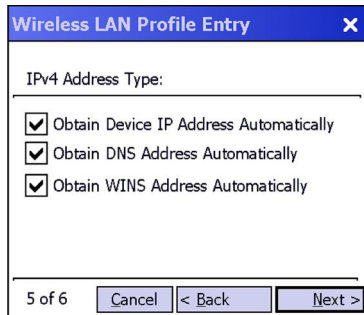 Wireless LAN Profile Entry X
IPv4 Address Type:
Obtain Device IP Address Automatically
Obtain DNS Address Automatically
Obtain WINS Address Automatically
5 of 6 Cancel < Back Next >